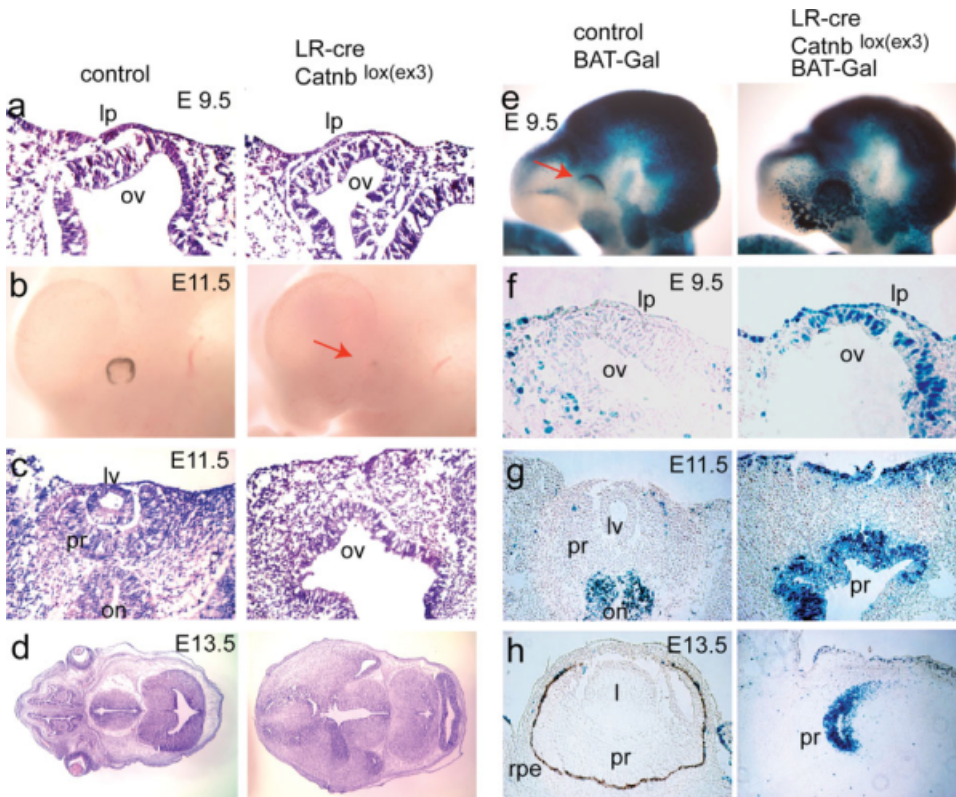 control
LR-cre
Catnb lox(ex3)
a
E 9.5
lp
ov
lp
ov
b
E11.5
c
E11.5
lv
pr
on
ov
d
E13.5
control
BAT-Gal
LR-cre
Catnb lox(ex3)
BAT-Gal
e
E 9.5
f
E 9.5
lp
ov
lp
ov
g
E11.5
lv
pr
on
pr
h
E13.5
l
pr
rpe
pr